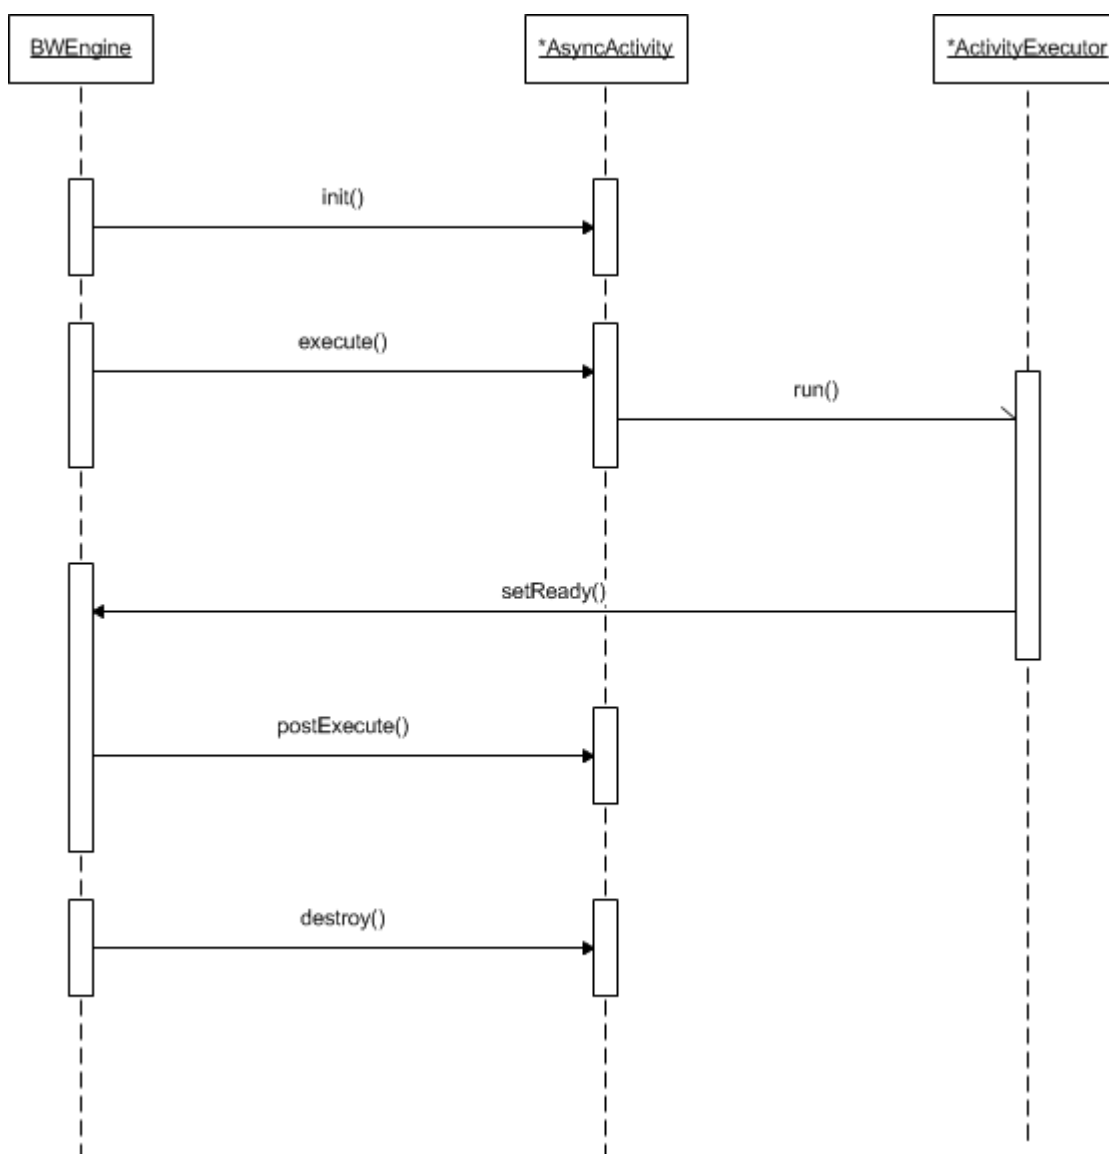 BWEngine
*AsyncActivity
*ActivityExecutor
init()
execute()
run()
setReady()
postExecute()
destroy()